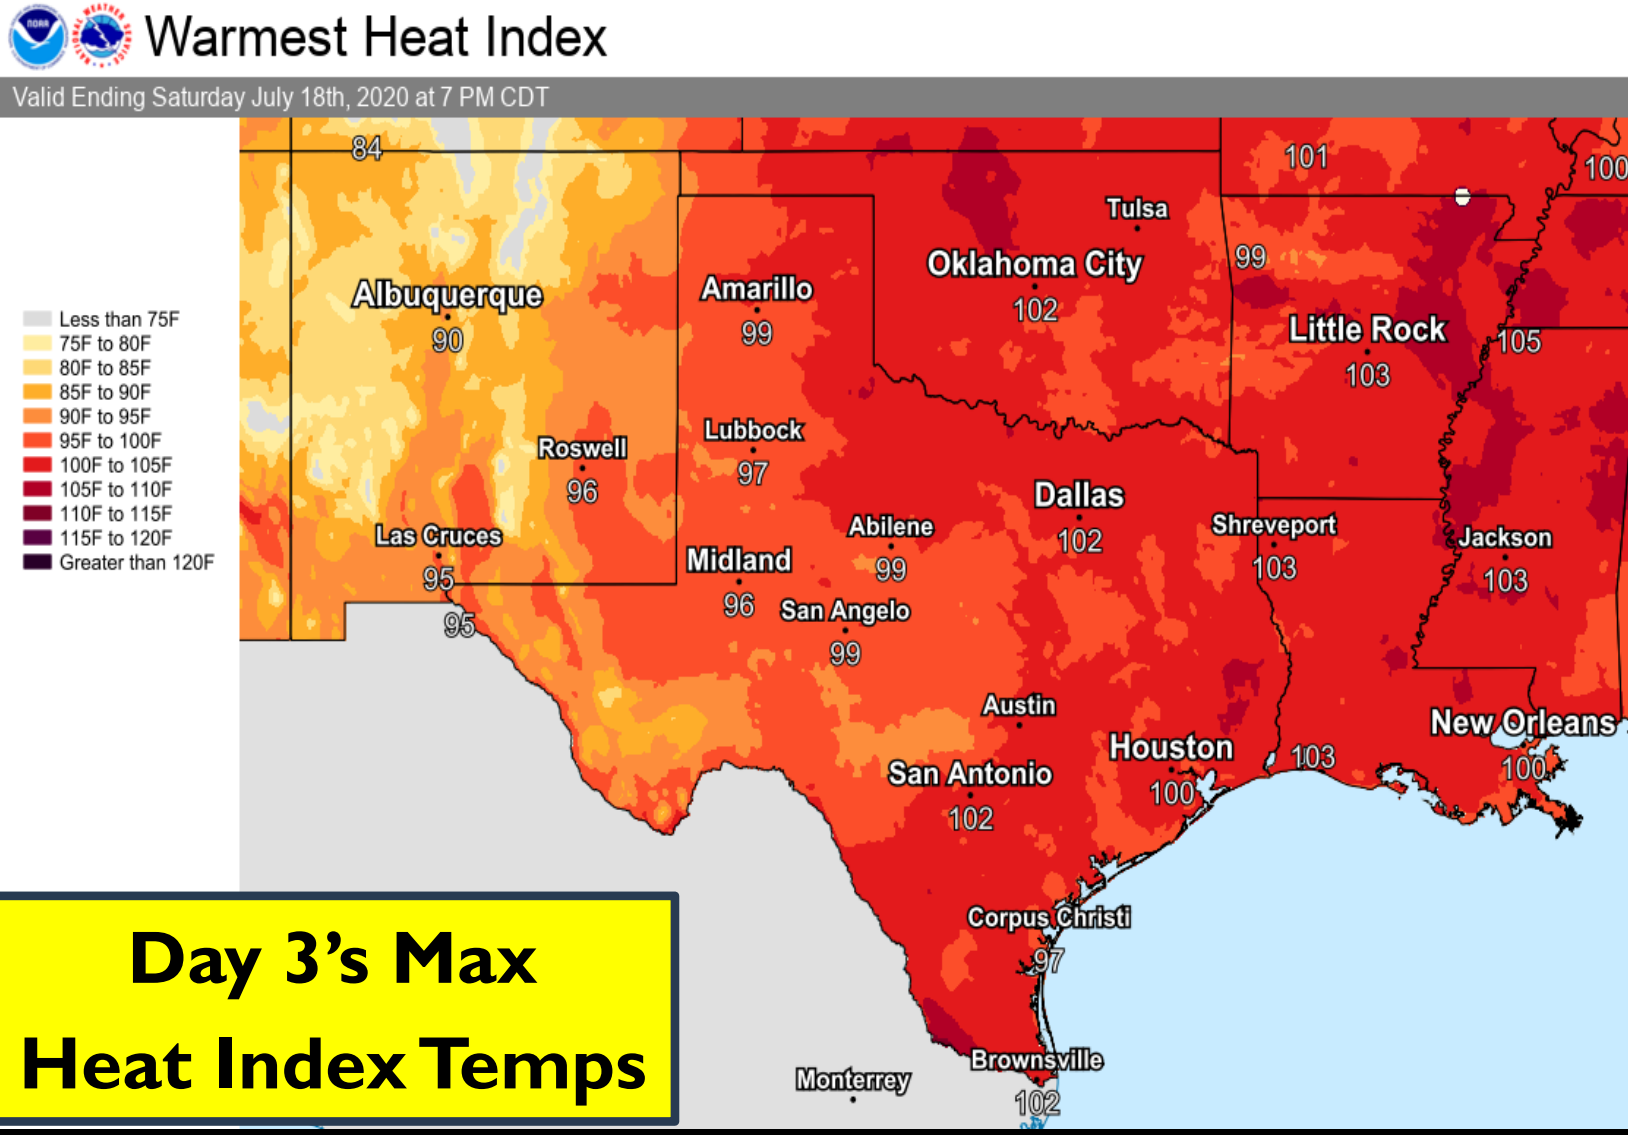 NOAA
NATIONAL WEATHER SERVICE
Warmest Heat Index
Valid Ending Saturday July 18th, 2020 at 7 PM CDT
84
101
100
Tulsa
99
Oklahoma City
102
Albuquerque
90
Amarillo
99
Little Rock
103
105
Less than 75F
75F to 80F
80F to 85F
85F to 90F
90F to 95F
95F to 100F
100F to 105F
105F to 110F
110F to 115F
115F to 120F
Greater than 120F
Roswell
96
Lubbock
97
Dallas
102
Las Cruces
95
95
Abilene
99
Midland
96
San Angelo
99
Shreveport
103
Jackson
103
Austin
Houston
100
San Antonio
102
103
New Orleans
100
Corpus Christi
97
Brownsville
102
Monterrey
Day 3’s Max
Heat Index Temps